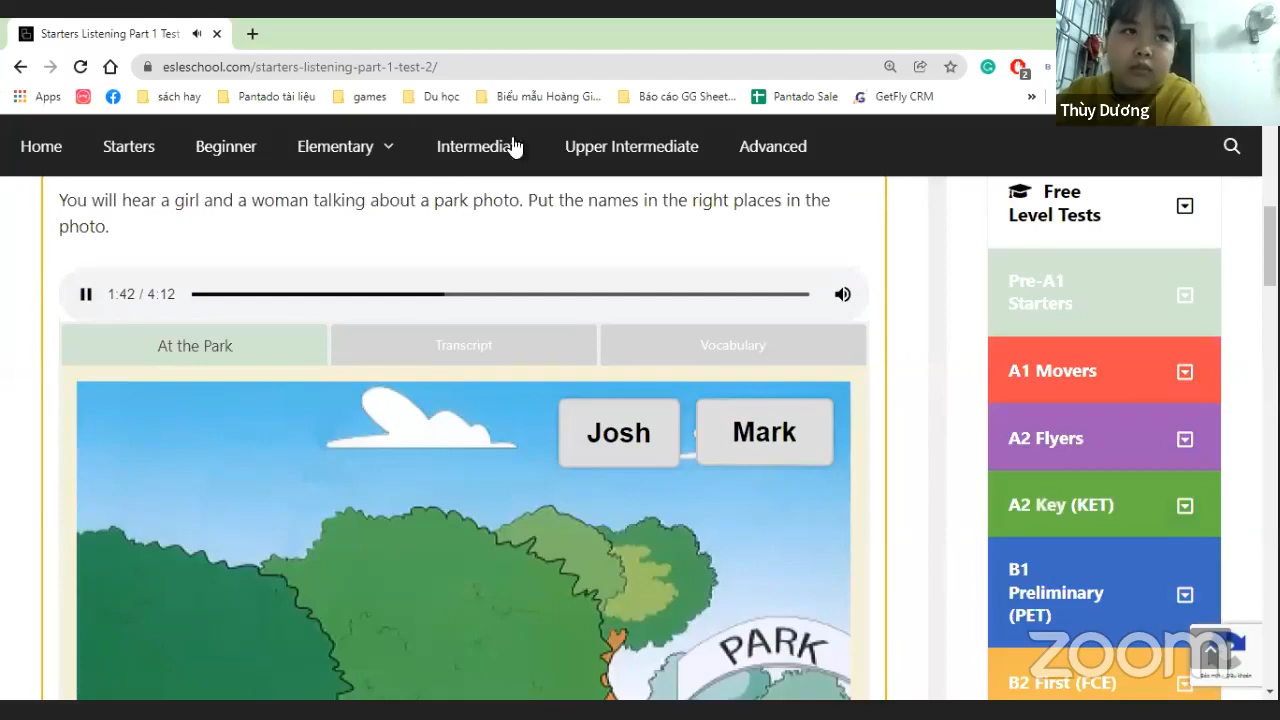 Starters Listening Part 1 Test
esleschool.com/starters-listening-part-1-test-2/
2
Apps
sách hay
Pantado tài liệu
games
Du học
Biểu mẫu Hoàng Gi...
Báo cáo GG Sheet...
Pantado Sale
GetFly CRM
»
Thùy Dương
Home
Starters
Beginner
Elementary
Intermediate
Upper Intermediate
Advanced
You will hear a girl and a woman talking about a park photo. Put the names in the right places in the
photo.
1:42 / 4:12
At the Park
Transcript
Vocabulary
Josh
Mark
PARK
Free
Level Tests
Pre-A1
Starters
A1 Movers
A2 Flyers
A2 Key (KET)
B1
Preliminary
(PET)
B2 First (FCE)
zoom